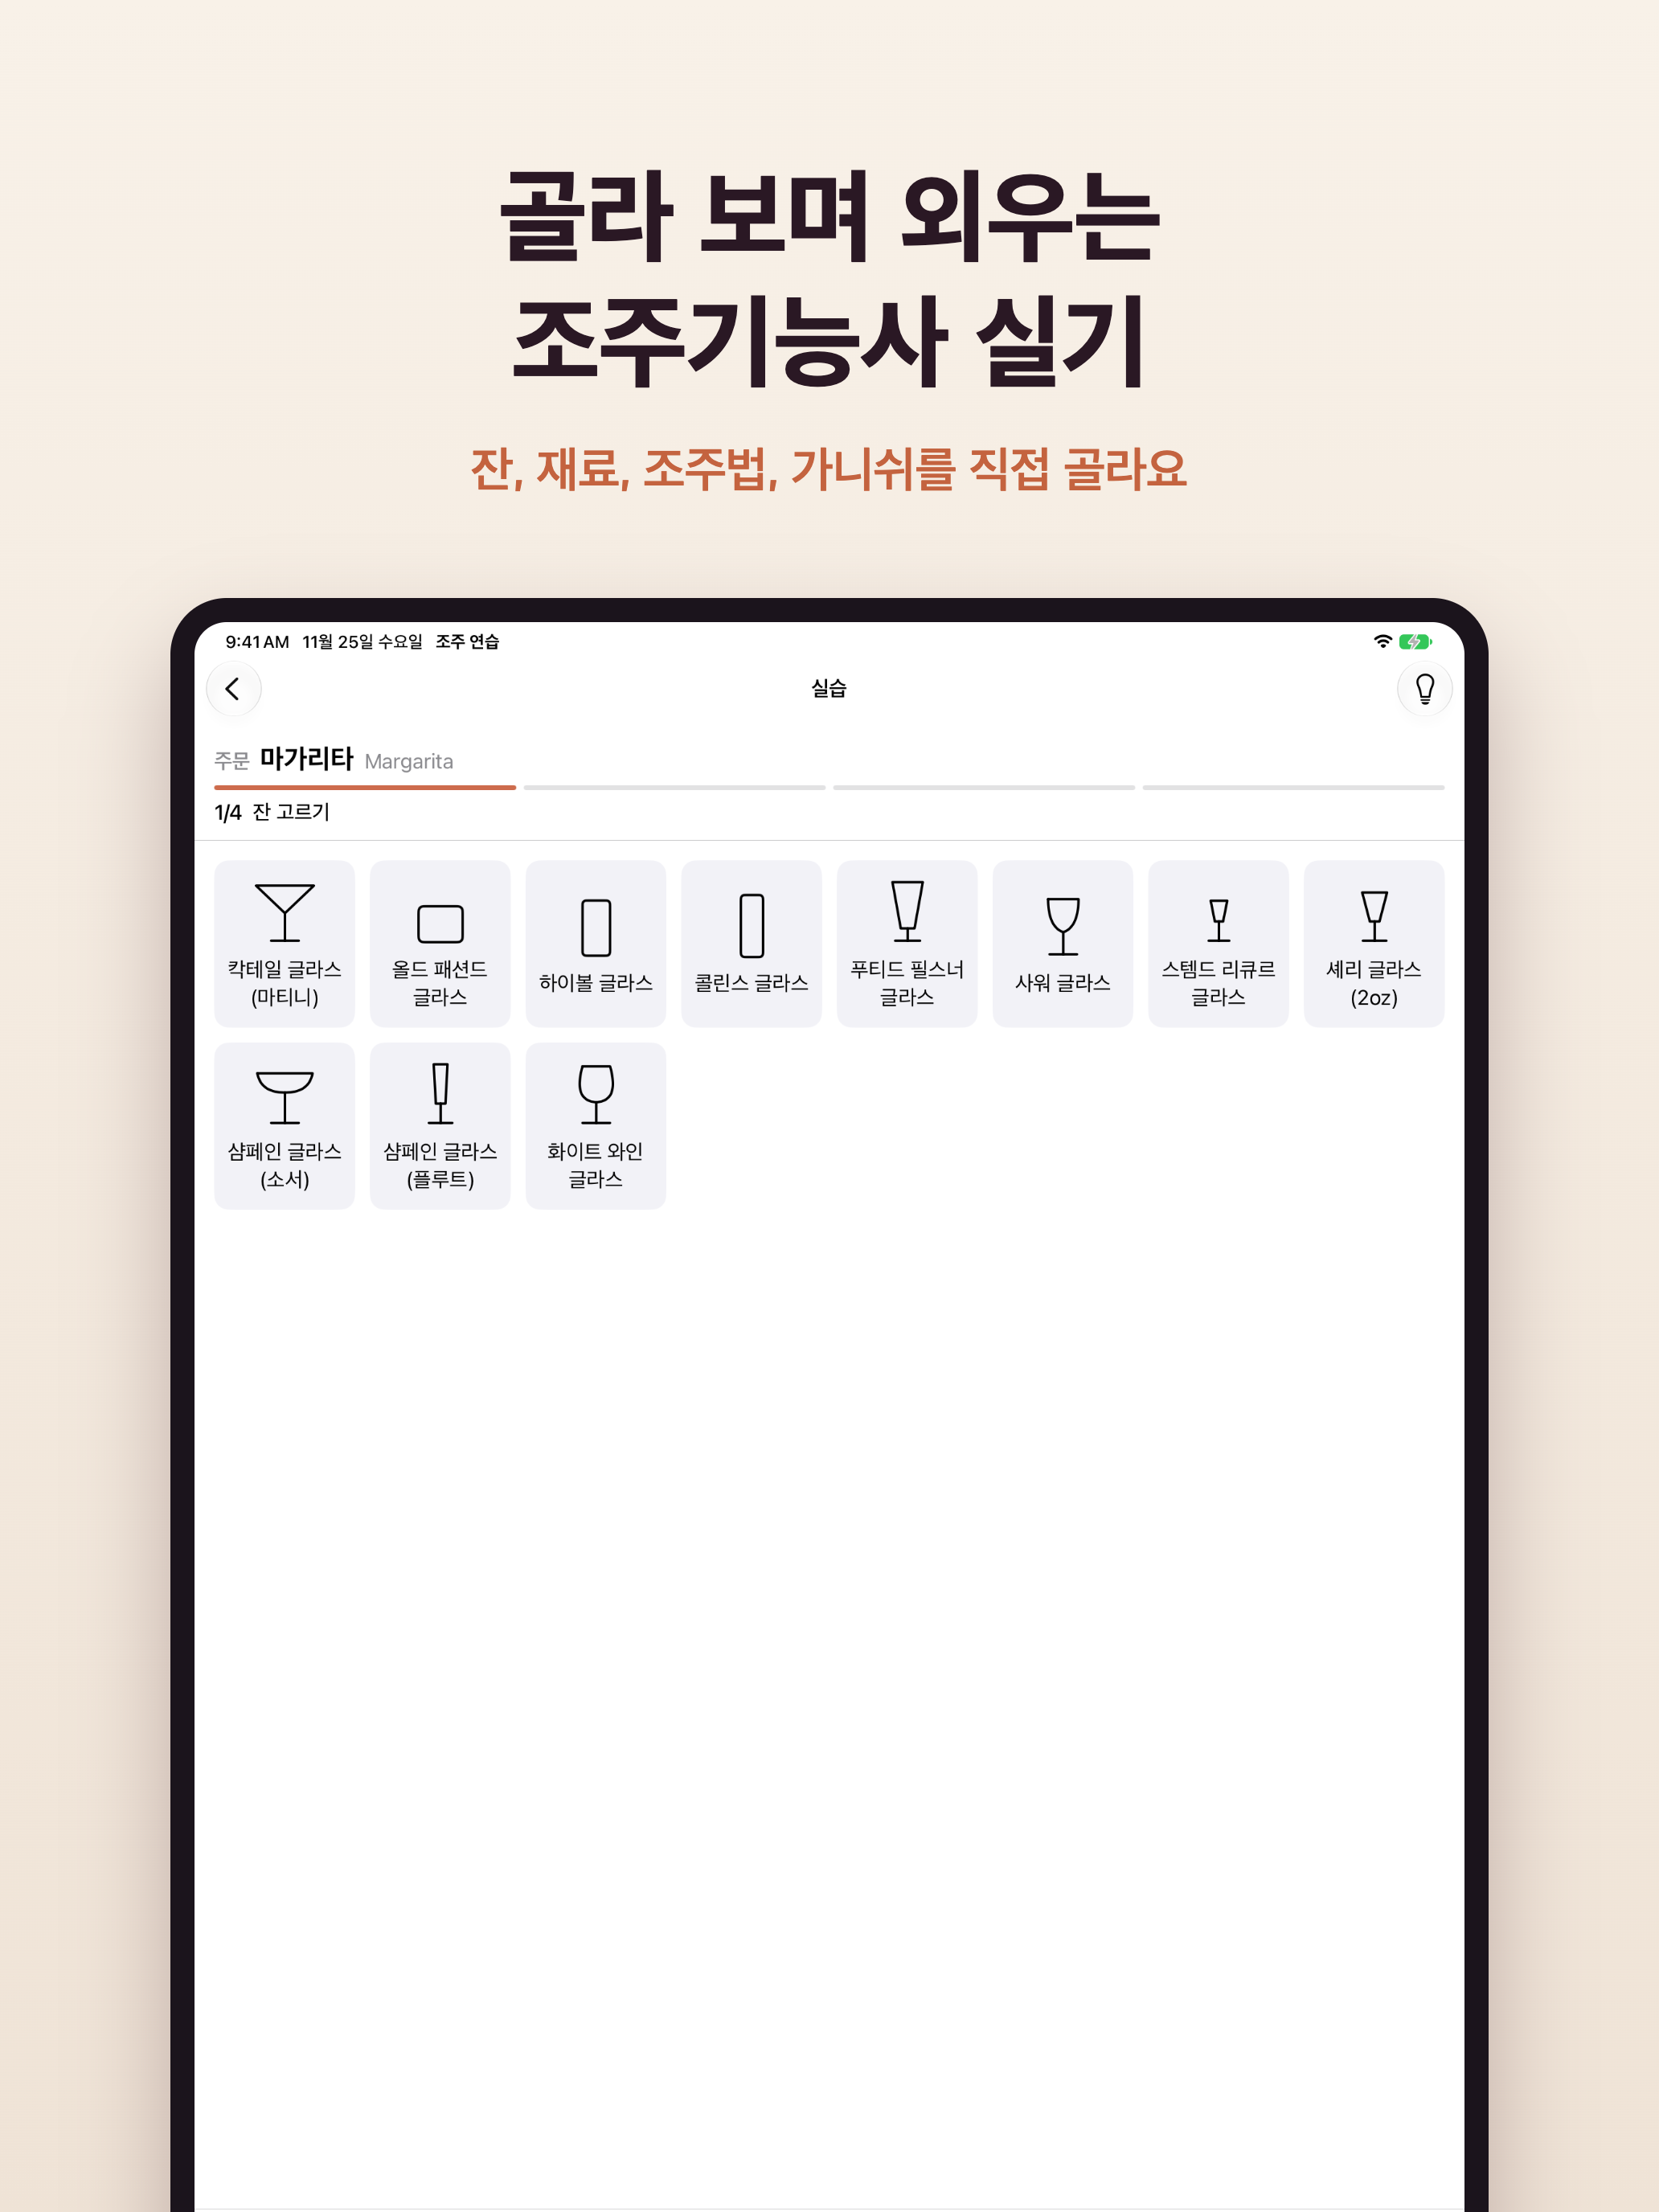 골라 보며 외우는
조주기능사 실기
잔, 재료, 조주법, 가니쉬를 직접 골라요
9:41 AM 11월 25일 수요일 조주 연습
실습
주문 마가리타 Margarita
1/4 잔 고르기
칵테일 글라스
(마티니)
올드 패션드
글라스
하이볼 글라스
콜린스 글라스
푸티드 필스너
글라스
사워 글라스
스템드 리큐르
글라스
셰리 글라스
(2oz)
샴페인 글라스
(소서)
샴페인 글라스
(플루트)
화이트 와인
글라스